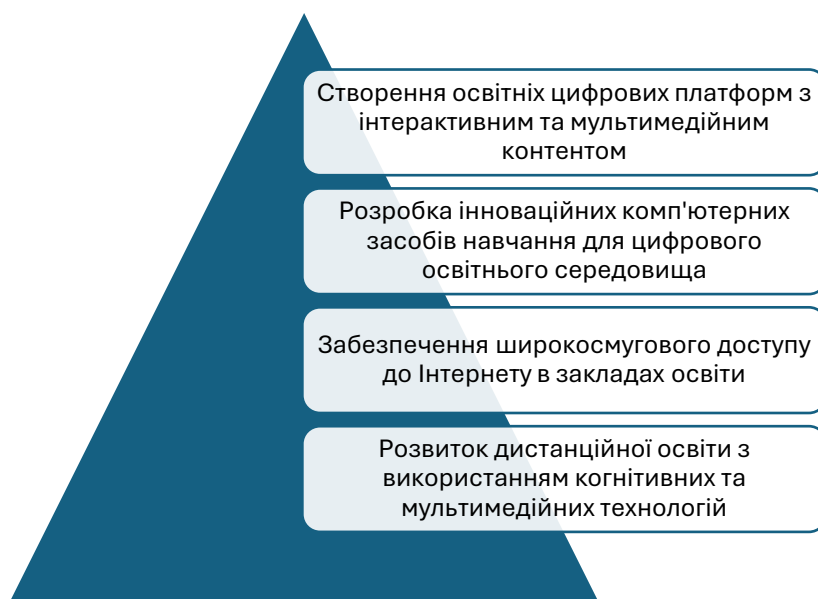 Створення освітніх цифрових платформ з
інтерактивним та мультимедійним
контентом
Розробка інноваційних комп'ютерних
засобів навчання для цифрового
освітнього середовища
Забезпечення широкосмугового доступу
до Інтернету в закладах освіти
Розвиток дистанційної освіти з
використанням когнітивних та
мультимедійних технологій